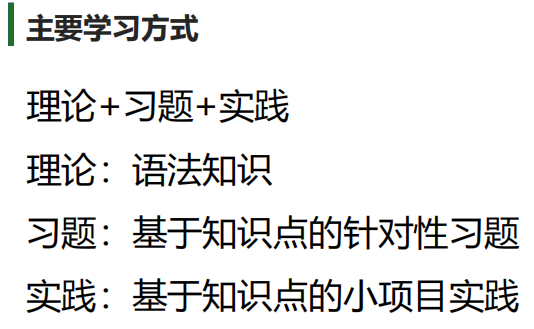 主要学习方式
理论+习题+实践
理论：语法知识
习题：基于知识点的针对性习题
实践：基于知识点的小项目实践